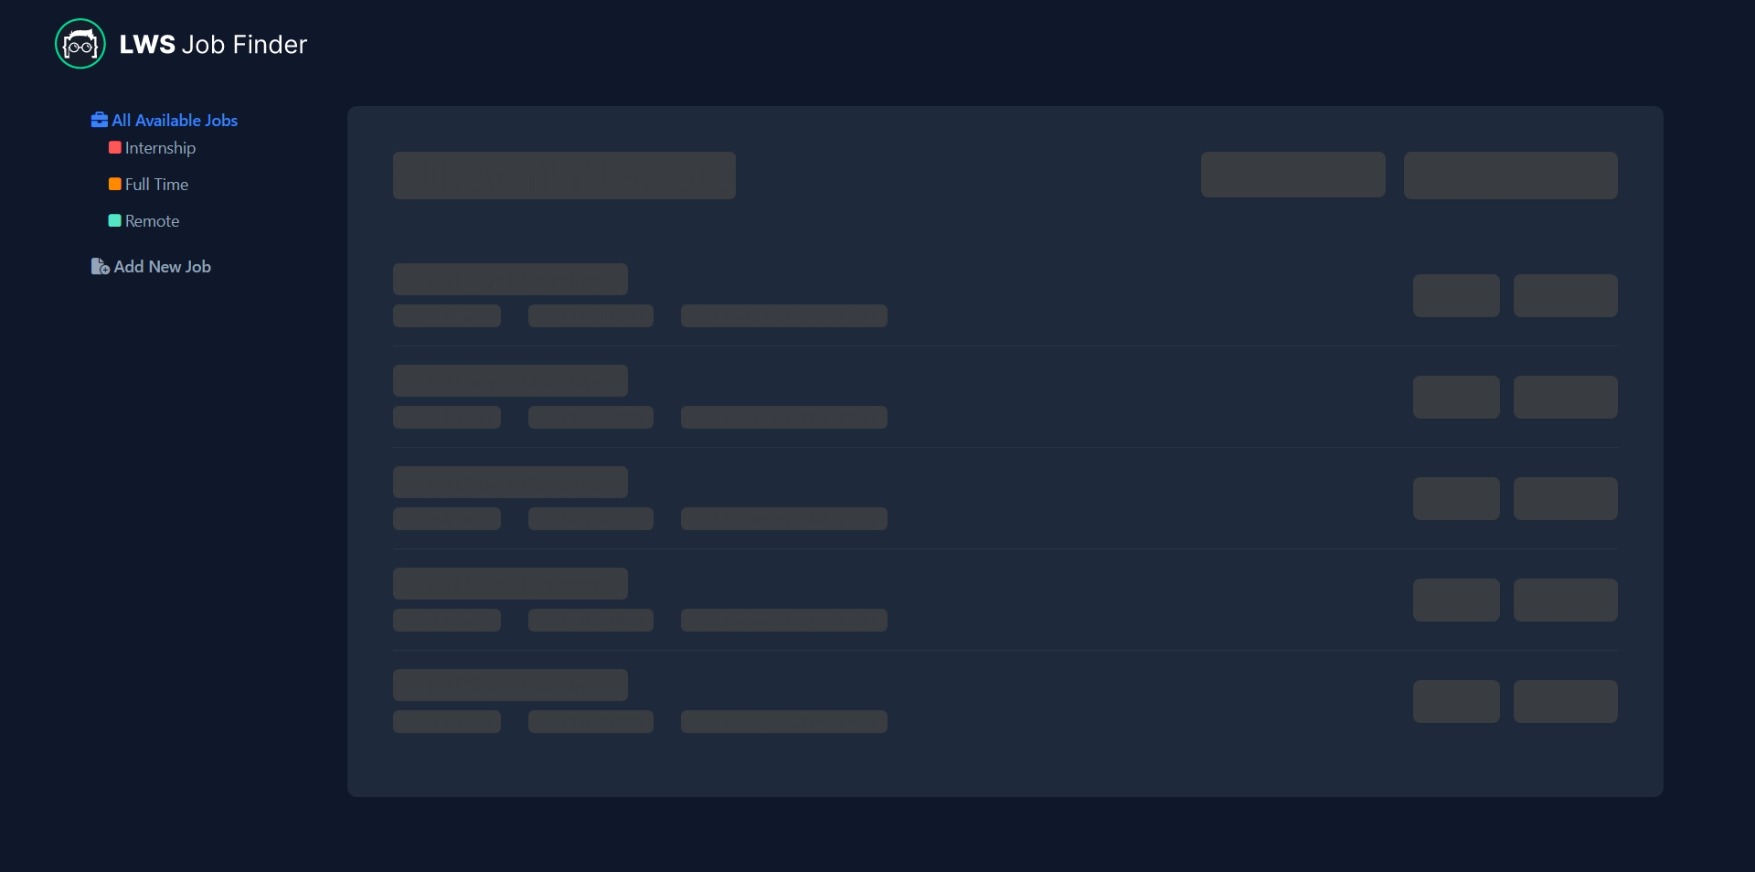 LWS Job Finder
All Available Jobs
Internship
Full Time
Remote
Add New Job